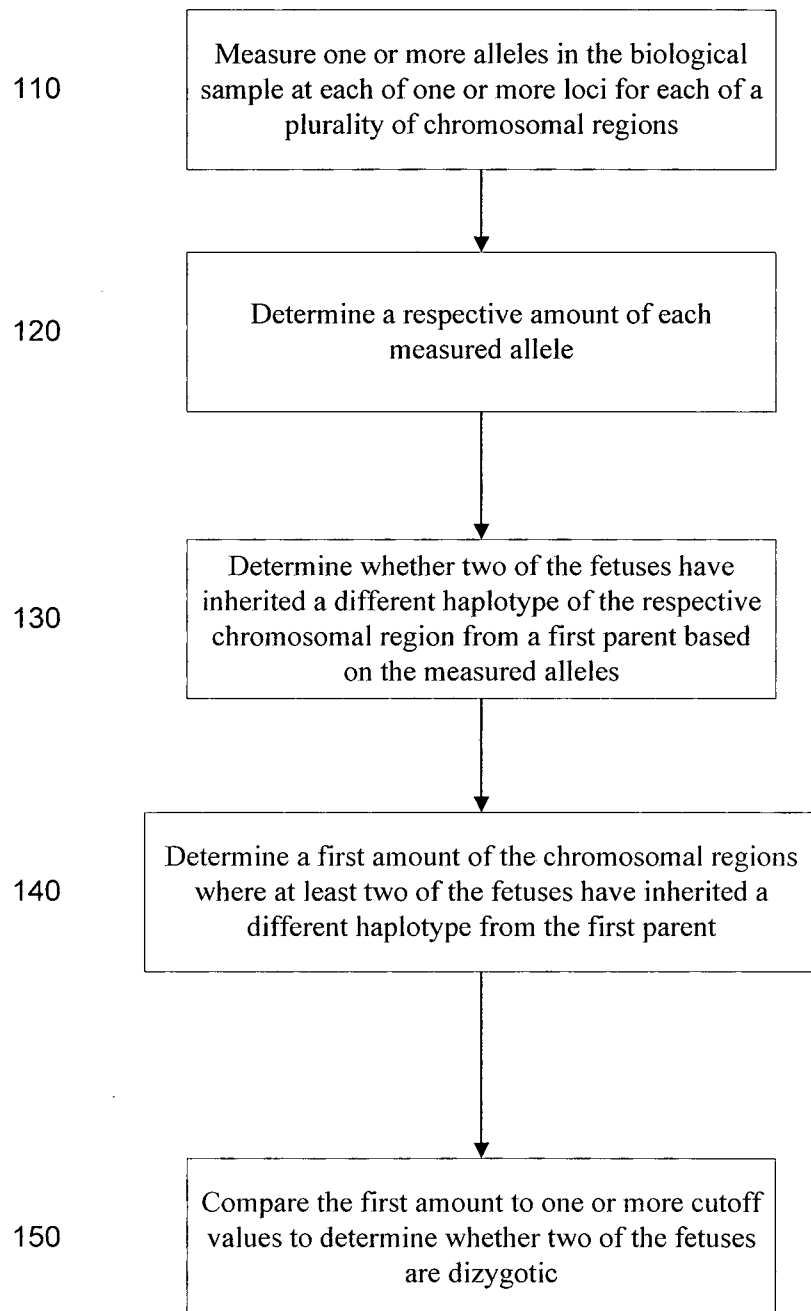 110
Measure one or more alleles in the biological
sample at each of one or more loci for each of a
plurality of chromosomal regions
120
Determine a respective amount of each
measured allele
130
Determine whether two of the fetuses have
inherited a different haplotype of the respective
chromosomal region from a first parent based
on the measured alleles
140
Determine a first amount of the chromosomal regions
where at least two of the fetuses have inherited a
different haplotype from the first parent
150
Compare the first amount to one or more cutoff
values to determine whether two of the fetuses
are dizygotic